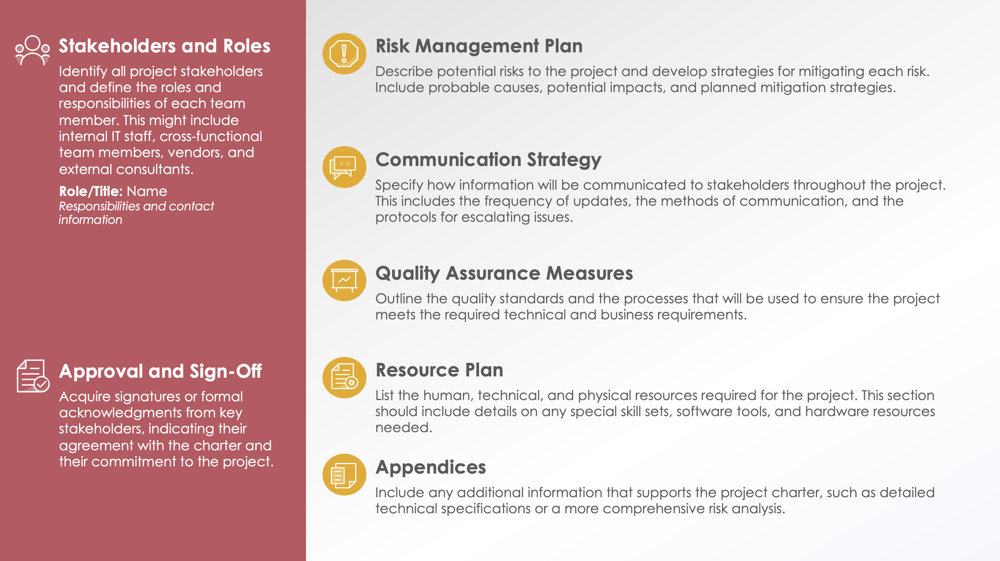 Stakeholders and Roles
Identify all project stakeholders
and define the roles and
responsibilities of each team
member. This might include
internal IT staff, cross-functional
team members, vendors, and
external consultants.
Role/Title: Name
Responsibilities and contact
information
Approval and Sign-Off
Acquire signatures or formal
acknowledgments from key
stakeholders, indicating their
agreement with the charter and
their commitment to the project.
Risk Management Plan
Describe potential risks to the project and develop strategies for mitigating each risk.
Include probable causes, potential impacts, and planned mitigation strategies.
Communication Strategy
Specify how information will be communicated to stakeholders throughout the project.
This includes the frequency of updates, the methods of communication, and the
protocols for escalating issues.
Quality Assurance Measures
Outline the quality standards and the processes that will be used to ensure the project
meets the required technical and business requirements.
Resource Plan
List the human, technical, and physical resources required for the project. This section
should include details on any special skill sets, software tools, and hardware resources
needed.
Appendices
Include any additional information that supports the project charter, such as detailed
technical specifications or a more comprehensive risk analysis.